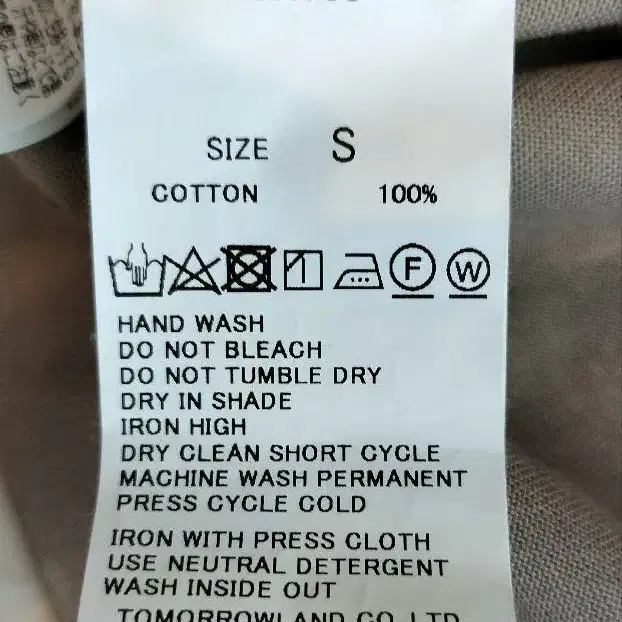 SIZE S
COTTON 100%
F W
HAND WASH
DO NOT BLEACH
DO NOT TUMBLE DRY
DRY IN SHADE
IRON HIGH
DRY CLEAN SHORT CYCLE
MACHINE WASH PERMANENT
PRESS CYCLE COLD
IRON WITH PRESS CLOTH
USE NEUTRAL DETERGENT
WASH INSIDE OUT
TOMORROWLAND CO.,LTD.